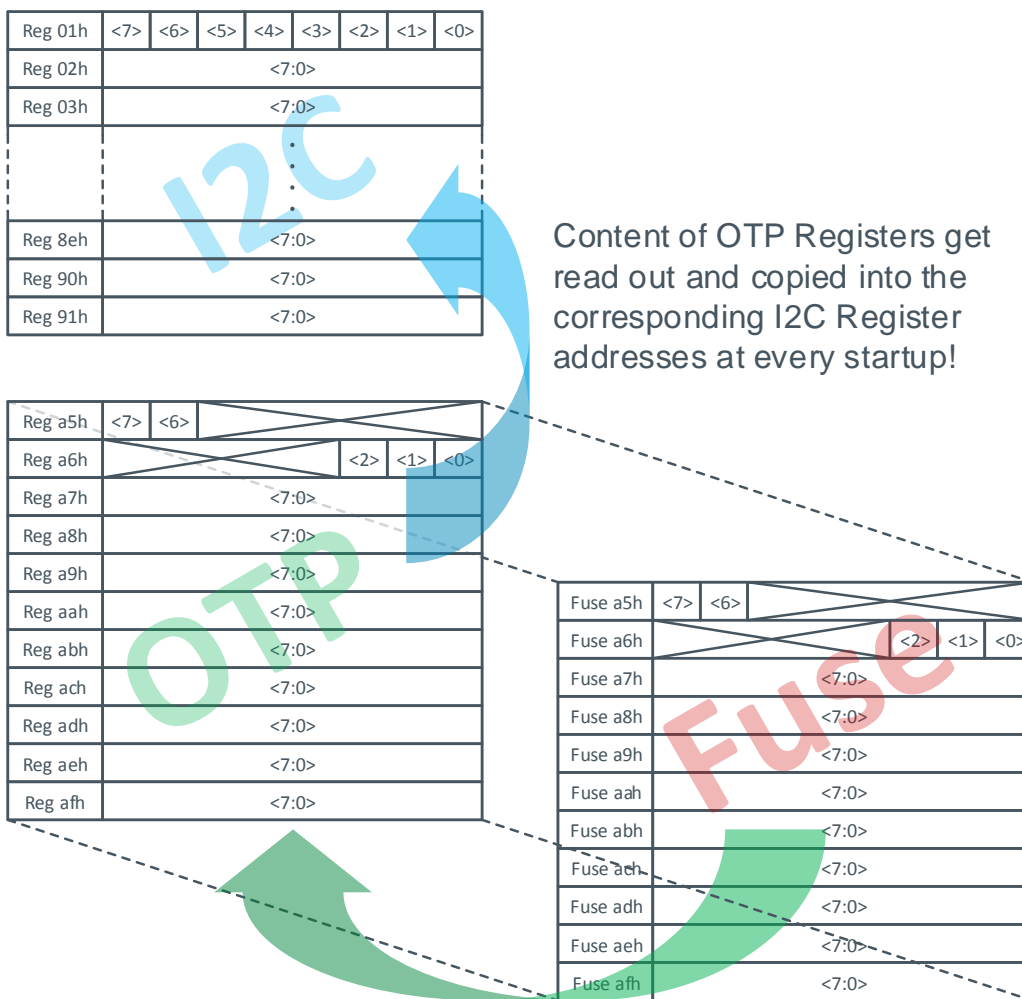 Reg 01h <7> <6> <5> <4> <3> <2> <1> <0>
Reg 02h <7:0>
Reg 03h <7:0>
I2C
Reg 8eh <7:0>
Reg 90h <7:0>
Reg 91h <7:0>
Content of OTP Registers get
read out and copied into the
corresponding I2C Register
addresses at every startup!
Reg a5h <7> <6>
Reg a6h <2> <1> <0>
Reg a7h <7:0>
Reg a8h <7:0>
Reg a9h <7:0>
Reg aah <7:0>
Reg abh <7:0>
Reg ach <7:0>
Reg adh <7:0>
Reg aeh <7:0>
Reg afh <7:0>
OTP
Fuse a5h <7> <6>
Fuse a6h <2> <1> <0>
Fuse a7h <7:0>
Fuse a8h <7:0>
Fuse a9h <7:0>
Fuse aah <7:0>
Fuse abh <7:0>
Fuse ach <7:0>
Fuse adh <7:0>
Fuse aeh <7:0>
Fuse afh <7:0>
Fuse